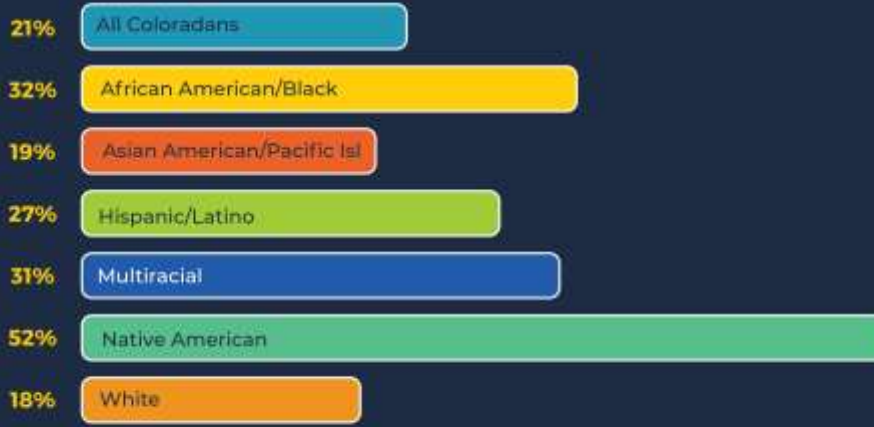 21% All Coloradans
32% African American/Black
19% Asian American/Pacific Isl
27% Hispanic/Latino
31% Multiracial
52% Native American
18% White